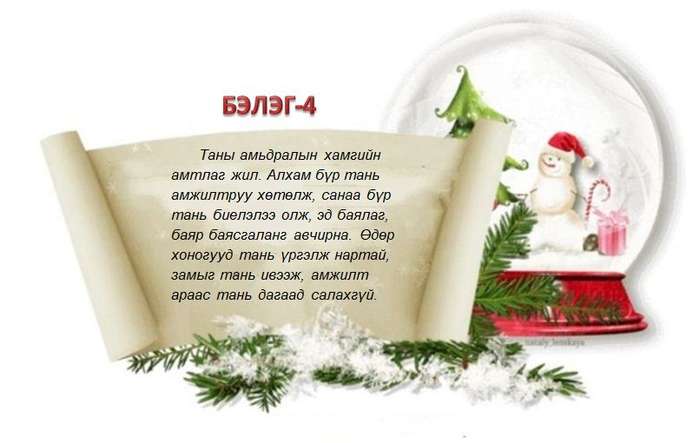 БЭЛЭГ-4
Таны амьдралын хамгийн
амтлаг жил. Алхам бүр тань
амжилтруу хөтөлж, санаа бүр
тань биелэлээ олж, эд баялаг,
баяр баясгаланг авчирна. Өдөр
хоногууд тань үргэлж нартай,
замыг тань ивээж, амжилт
араас тань дагаад салахгүй.
nataly_lenskaya